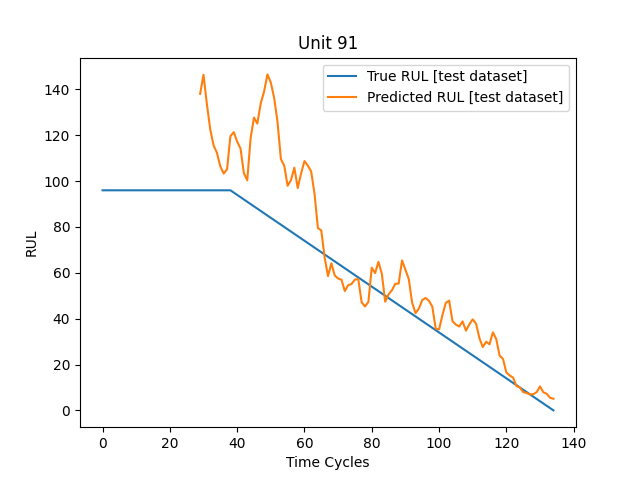 Unit 91
True RUL [test dataset]
Predicted RUL [test dataset]
140
120
100
80
60
40
20
0
RUL
0 20 40 60 80 100 120 140
Time Cycles